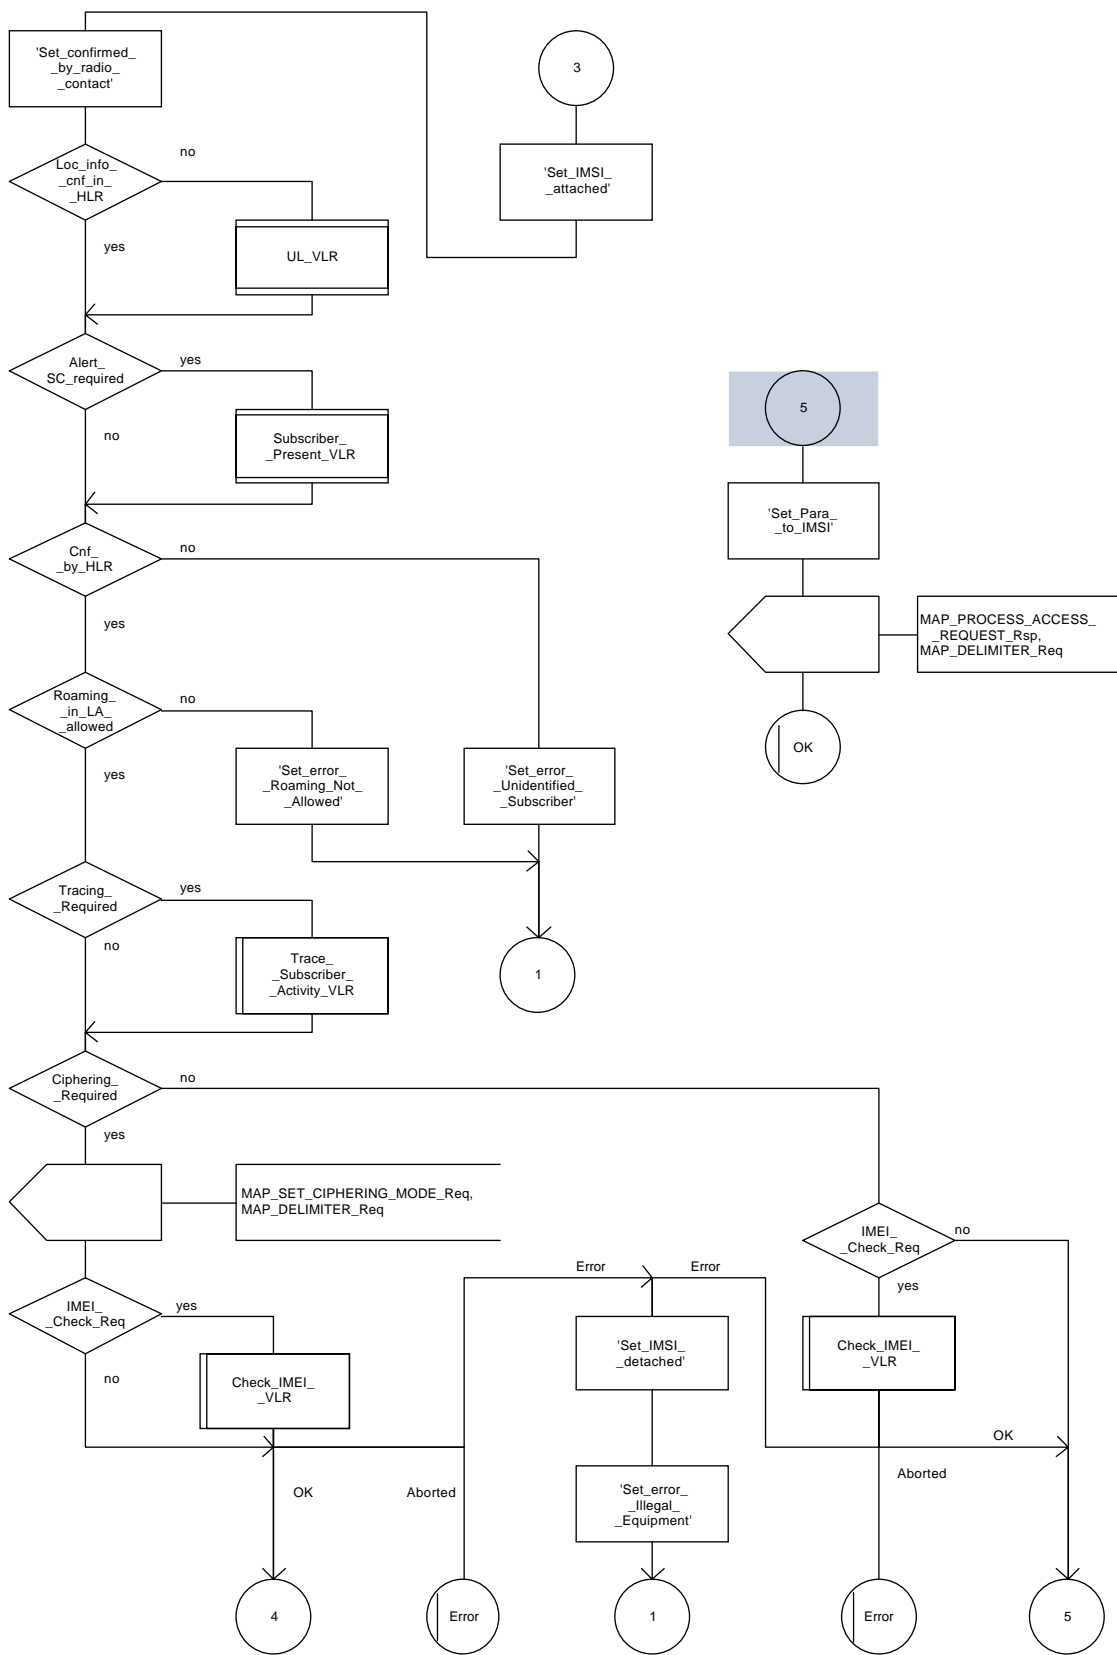 'Set_confirmed_
_by_radio_
_contact'
3
Loc_info_
_cnf_in_
_HLR
no
'Set_IMSI_
_attached'
yes
UL_VLR
Alert_
SC_required
yes
no
Subscriber_
_Present_VLR
5
'Set_Para_
_to_IMSI'
Cnf_
_by_HLR
no
yes
MAP_PROCESS_ACCESS_
_REQUEST_Rsp,
MAP_DELIMITER_Req
Roaming_
_in_LA_
_allowed
no
yes
OK
'Set_error_
_Roaming_Not_
_Allowed'
'Set_error_
_Unidentified_
_Subscriber'
Tracing_
_Required
yes
no
Trace_
_Subscriber_
_Activity_VLR
1
Ciphering_
_Required
no
yes
MAP_SET_CIPHERING_MODE_Req,
MAP_DELIMITER_Req
IMEI_
_Check_Req
no
yes
IMEI_
_Check_Req
yes
no
Error
Error
Check_IMEI_
_VLR
'Set_IMSI_
_detached'
Check_IMEI_
_VLR
OK
Aborted
OK
Aborted
'Set_error_
_Illegal_
_Equipment'
4
Error
1
Error
5